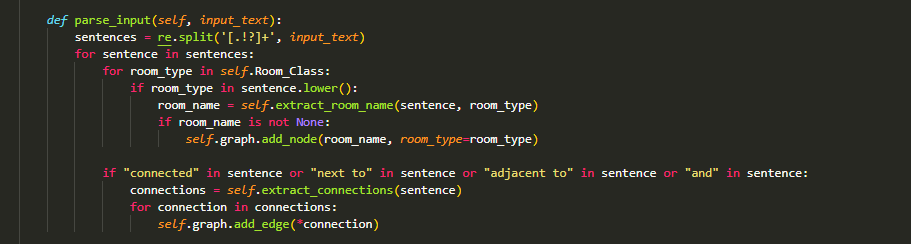 def parse_input(self, input_text):
    sentences = re.split('[.!?]+', input_text)
    for sentence in sentences:
        for room_type in self.Room_Class:
            if room_type in sentence.lower():
                room_name = self.extract_room_name(sentence, room_type)
                if room_name is not None:
                    self.graph.add_node(room_name, room_type=room_type)

        if "connected" in sentence or "next to" in sentence or "adjacent to" in sentence or "and" in sentence:
            connections = self.extract_connections(sentence)
            for connection in connections:
                self.graph.add_edge(*connection)